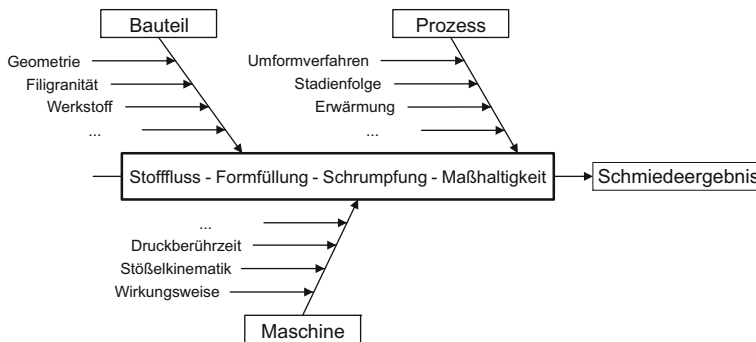 Bauteil
Prozess
Geometrie
Filigranität
Werkstoff
...
Umformverfahren
Stadienfolge
Erwärmung
...
Stofffluss - Formfüllung - Schrumpfung - Maßhaltigkeit
Schmiedeergebnis
...
Druckberührzeit
Stößelkinematik
Wirkungsweise
Maschine